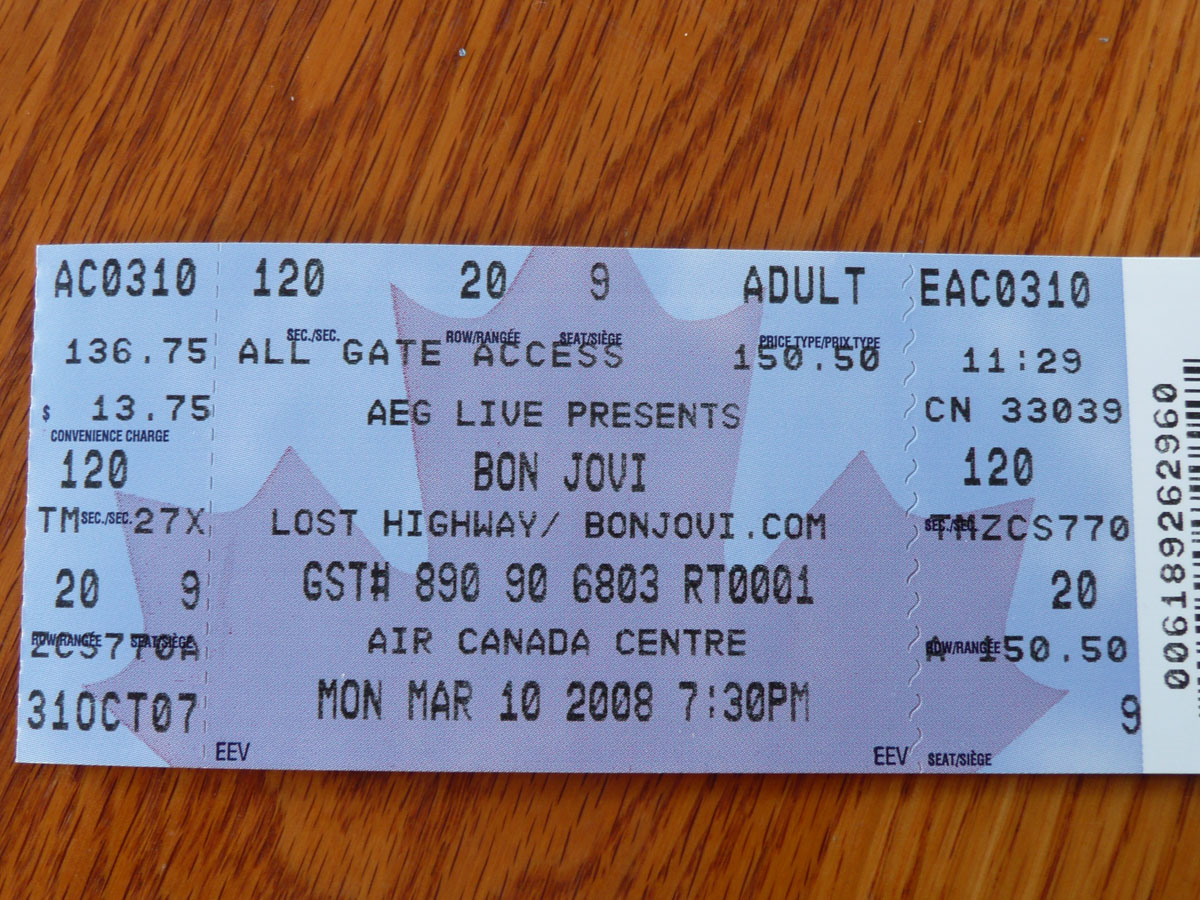 AC0310 120 20 9 ADULT EAC0310
SEC./SEC. ROW/RANGÉE SEAT/SIÈGE PRICE TYPE/PRIX TYPE
136.75 ALL GATE ACCESS 150.50 11:29
$ 13.75 AEG LIVE PRESENTS CN 33039
CONVENIENCE CHARGE
120 BON JOVI 120
TM SEC./SEC. 27X LOST HIGHWAY/ BONJOVI.COM SEC./SEC. TMZCS770
20 9 GST# 890 90 6803 RT0001 20
ROW/RANGÉE SEAT/SIÈGE
ZCS770A AIR CANADA CENTRE ROW/RANGÉE A 150.50
31OCT07 MON MAR 10 2008 7:30PM 9
EEV EEV SEAT/SIÈGE
00618926262960